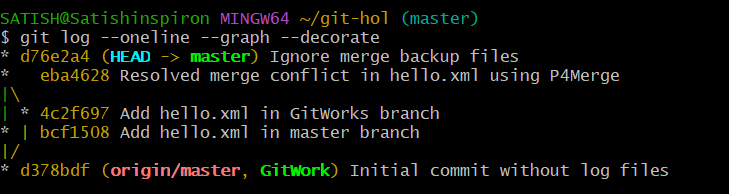 SATISH@Satishinspiron MINGW64 ~/git-hol (master)
$ git log --oneline --graph --decorate
* d76e2a4 (HEAD -> master) Ignore merge backup files
*   eba4628 Resolved merge conflict in hello.xml using P4Merge
|\
| * 4c2f697 Add hello.xml in GitWorks branch
* | bcf1508 Add hello.xml in master branch
|/
* d378bdf (origin/master, GitWork) Initial commit without log files